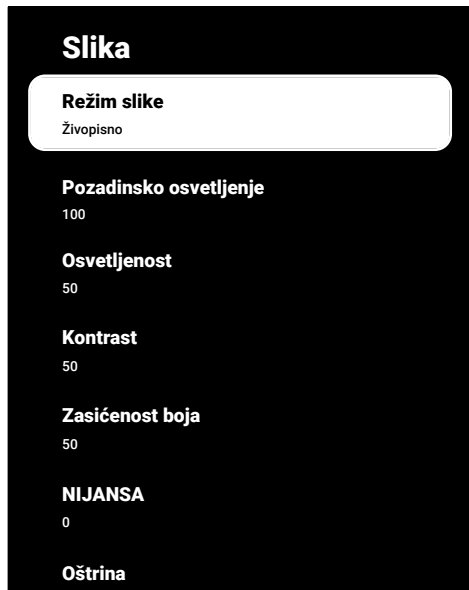 Slika
Režim slike
Živopisno
Pozadinsko osvetljenje
100
Osvetljenost
50
Kontrast
50
Zasićenost boja
50
NIJANSA
0
Oštrina